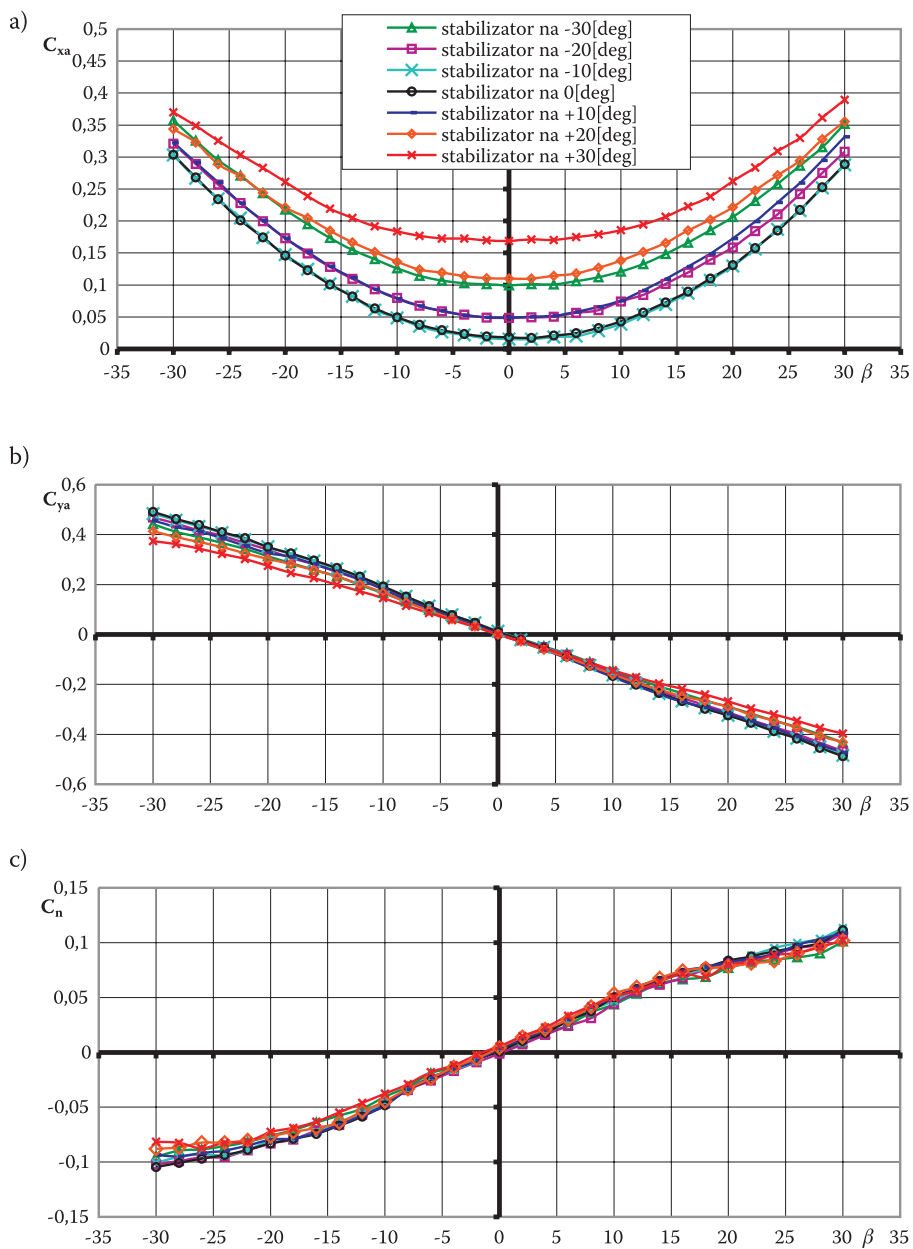 a)
C_xa
0,5
0,45
0,4
0,35
0,3
0,25
0,2
0,15
0,1
0,05
0
stabilizator na -30[deg]
stabilizator na -20[deg]
stabilizator na -10[deg]
stabilizator na 0[deg]
stabilizator na +10[deg]
stabilizator na +20[deg]
stabilizator na +30[deg]
-35 -30 -25 -20 -15 -10 -5 0 5 10 15 20 25 30 β 35
b)
C_ya
0,6
0,4
0,2
0
-0,2
-0,4
-0,6
-35 -30 -25 -20 -15 -10 -5 0 5 10 15 20 25 30 β 35
c)
C_n
0,15
0,1
0,05
0
-0,05
-0,1
-0,15
-35 -30 -25 -20 -15 -10 -5 0 5 10 15 20 25 30 β 35